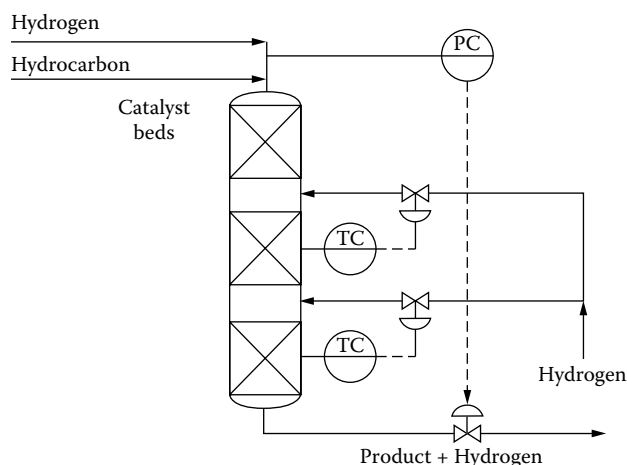 Hydrogen
PC
Hydrocarbon
Catalyst
beds
TC
TC
Hydrogen
Product + Hydrogen